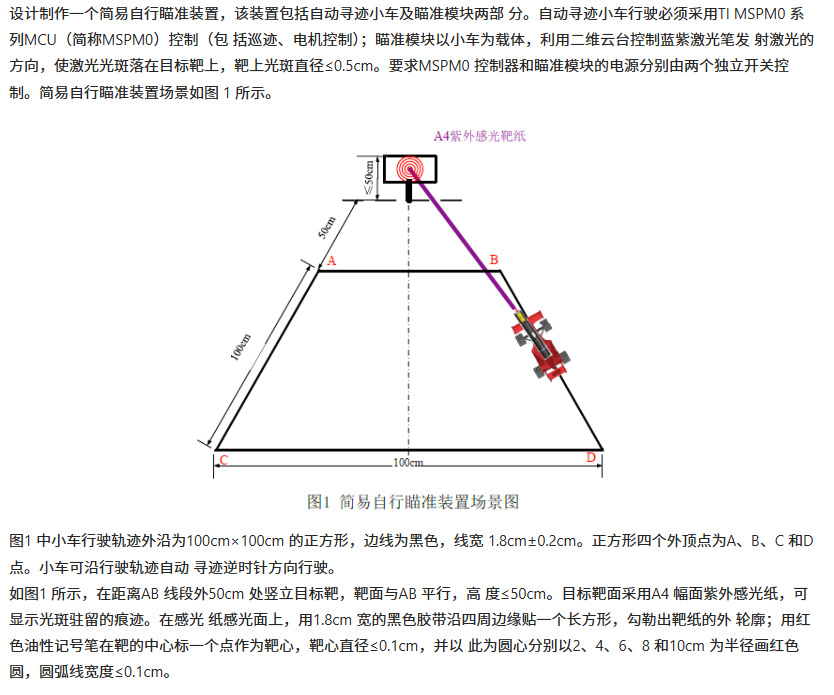 设计制作一个简易自行瞄准装置，该装置包括自动寻迹小车及瞄准模块两部 分。自动寻迹小车行驶必须采用TI MSPM0 系
列MCU（简称MSPM0）控制（包 括巡迹、电机控制）；瞄准模块以小车为载体，利用二维云台控制蓝紫激光笔发 射激光的
方向，使激光光斑落在目标靶上，靶上光斑直径≤0.5cm。要求MSPM0 控制器和瞄准模块的电源分别由两个独立开关控
制。简易自行瞄准装置场景如图 1 所示。
A4紫外感光靶纸
≤50cm
50cm
A
B
100cm
C
D
100cm
图1 简易自行瞄准装置场景图
图1 中小车行驶轨迹外沿为100cm×100cm 的正方形，边线为黑色，线宽 1.8cm±0.2cm。正方形四个外顶点为A、B、C 和D
点。小车可沿行驶轨迹自动 寻迹逆时针方向行驶。
如图1 所示，在距离AB 线段外50cm 处竖立目标靶，靶面与AB 平行，高 度≤50cm。目标靶面采用A4 幅面紫外感光纸，可
显示光斑驻留的痕迹。在感光 纸感光面上，用1.8cm 宽的黑色胶带沿四周边缘贴一个长方形，勾勒出靶纸的外 轮廓；用红
色油性记号笔在靶的中心标一个点作为靶心，靶心直径≤0.1cm，并以 此为圆心分别以2、4、6、8 和10cm 为半径画红色
圆，圆弧线宽度≤0.1cm。